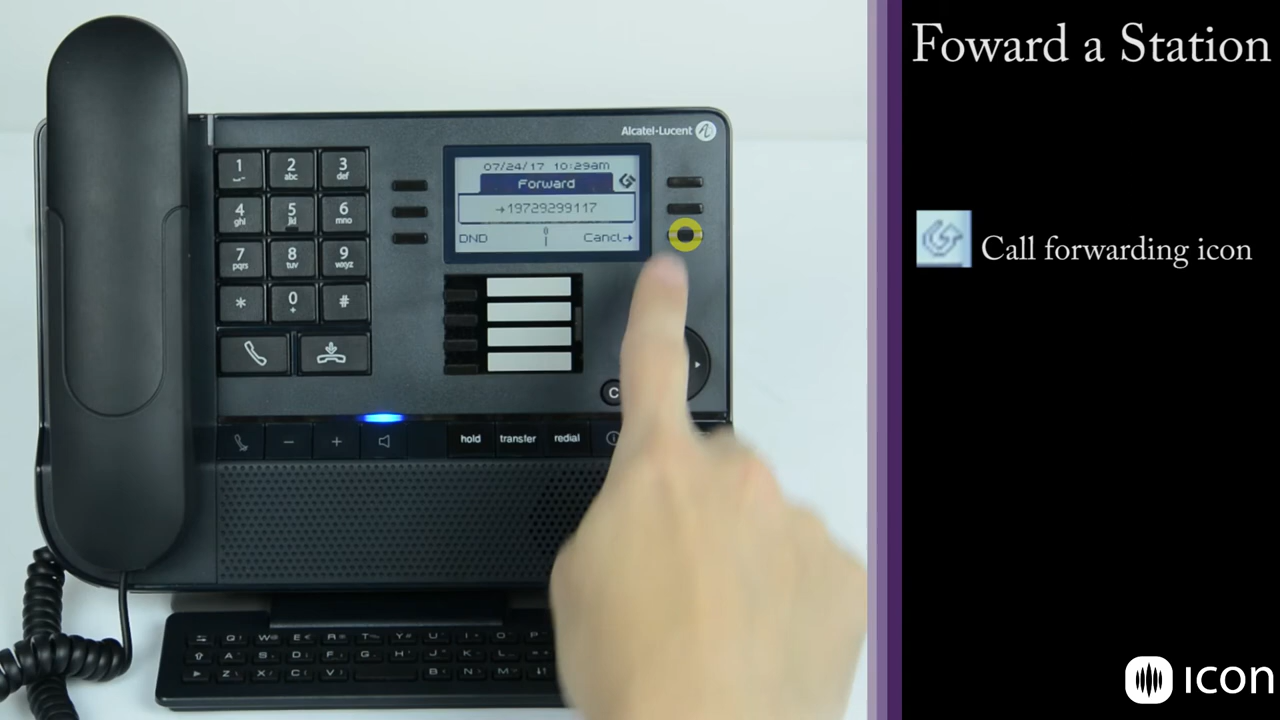 Foward a Station
Alcatel·Lucent
07/24/17 10:29am
Forward
→19729299117
0
DND Cancl→
Call forwarding icon
1 2 abc 3 def
4 ghi 5 jkl 6 mno
7 pqrs 8 tuv 9 wxyz
* 0 + #
C
hold transfer redial
Q W E R T Y U I O P
A S D F G H J K L
Z X C V B N M
icon